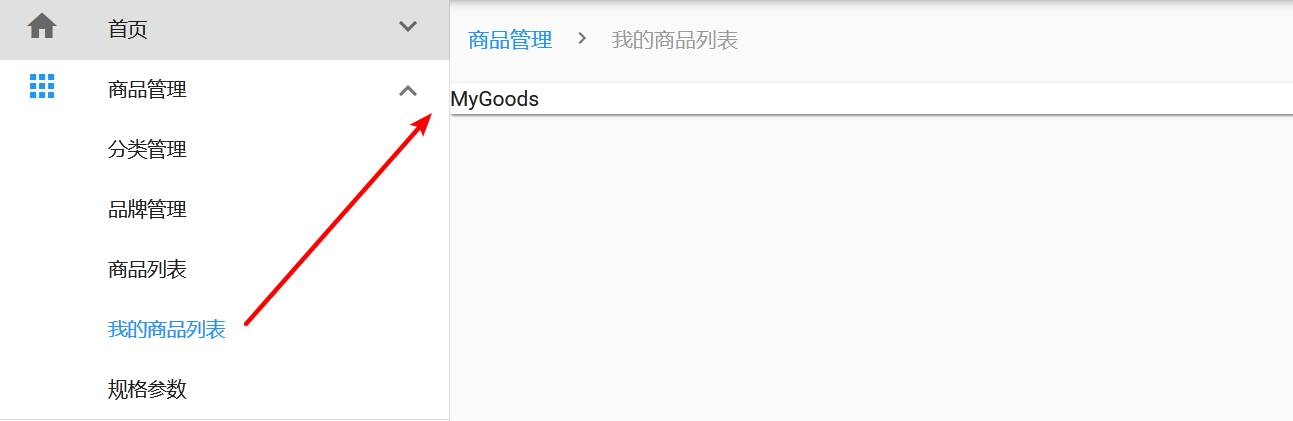 首页
商品管理
分类管理
品牌管理
商品列表
我的商品列表
规格参数
商品管理 > 我的商品列表
MyGoods